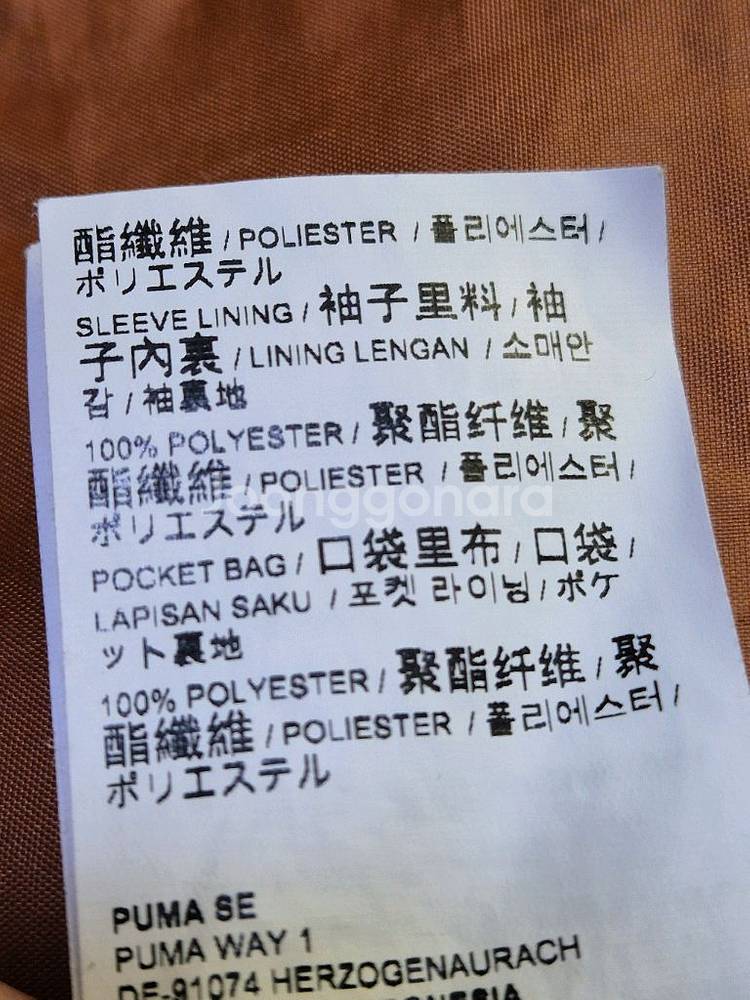 酯纖維 / POLIESTER / 폴리에스터 /
ポリエステル
SLEEVE LINING / 袖子里料 / 袖
子內裏 / LINING LENGAN / 소매안
감 / 袖裏地
100% POLYESTER / 聚酯纤维 / 聚
酯纖維 / POLIESTER / 폴리에스터 /
ポリエステル
joonggonara
POCKET BAG / 口袋里布 / 口袋 /
LAPISAN SAKU / 포켓 라이닝 / ポケ
ット裏地
100% POLYESTER / 聚酯纤维 / 聚
酯纖維 / POLIESTER / 폴리에스터 /
ポリエステル
PUMA SE
PUMA WAY 1
DE-91074 HERZOGENAURACH